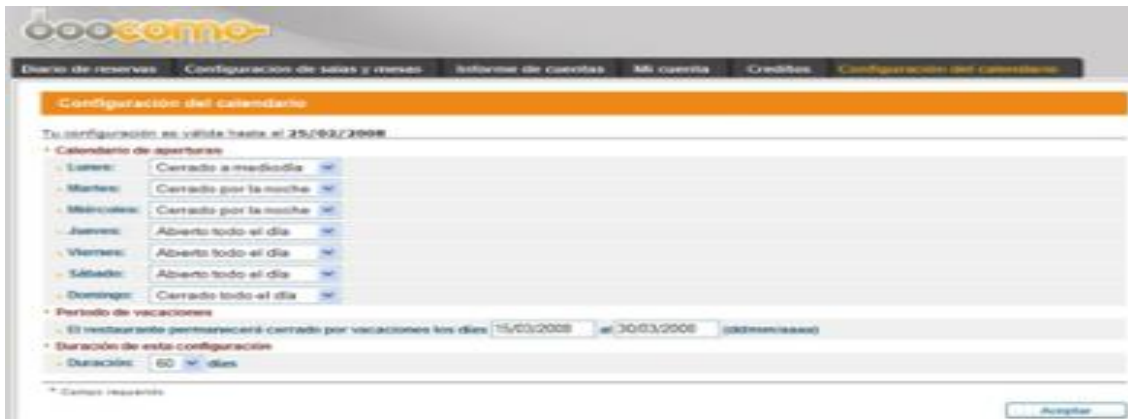 boocomo
Diario de reservas Configuración de salas y mesas Informe de cuentas Mi cuenta Creditos Configuración del calendario
Configuración del calendario
Tu configuración es válida hasta el 25/02/2008
* Calendario de aperturas
- Lunes: Cerrado a mediodía
- Martes: Cerrado por la noche
- Miércoles: Cerrado por la noche
- Jueves: Abierto todo el día
- Viernes: Abierto todo el día
- Sábado: Abierto todo el día
- Domingo: Cerrado todo el día
* Periodo de vacaciones
- El restaurante permanecerá cerrado por vacaciones los días 15/03/2008 al 30/03/2008 (dd/mm/aaaa)
* Duración de esta configuración
- Duración: 60 días
* Campo requerido
Aceptar